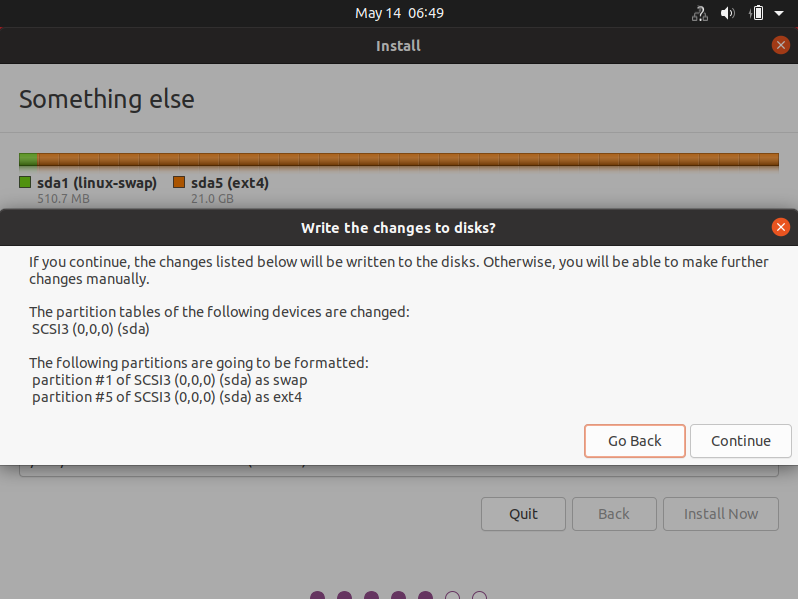 May 14 06:49
Install
Something else
sda1 (linux-swap) sda5 (ext4)
510.7 MB 21.0 GB
Write the changes to disks?
If you continue, the changes listed below will be written to the disks. Otherwise, you will be able to make further
changes manually.
The partition tables of the following devices are changed:
SCSI3 (0,0,0) (sda)
The following partitions are going to be formatted:
partition #1 of SCSI3 (0,0,0) (sda) as swap
partition #5 of SCSI3 (0,0,0) (sda) as ext4
Go Back Continue
Quit Back Install Now